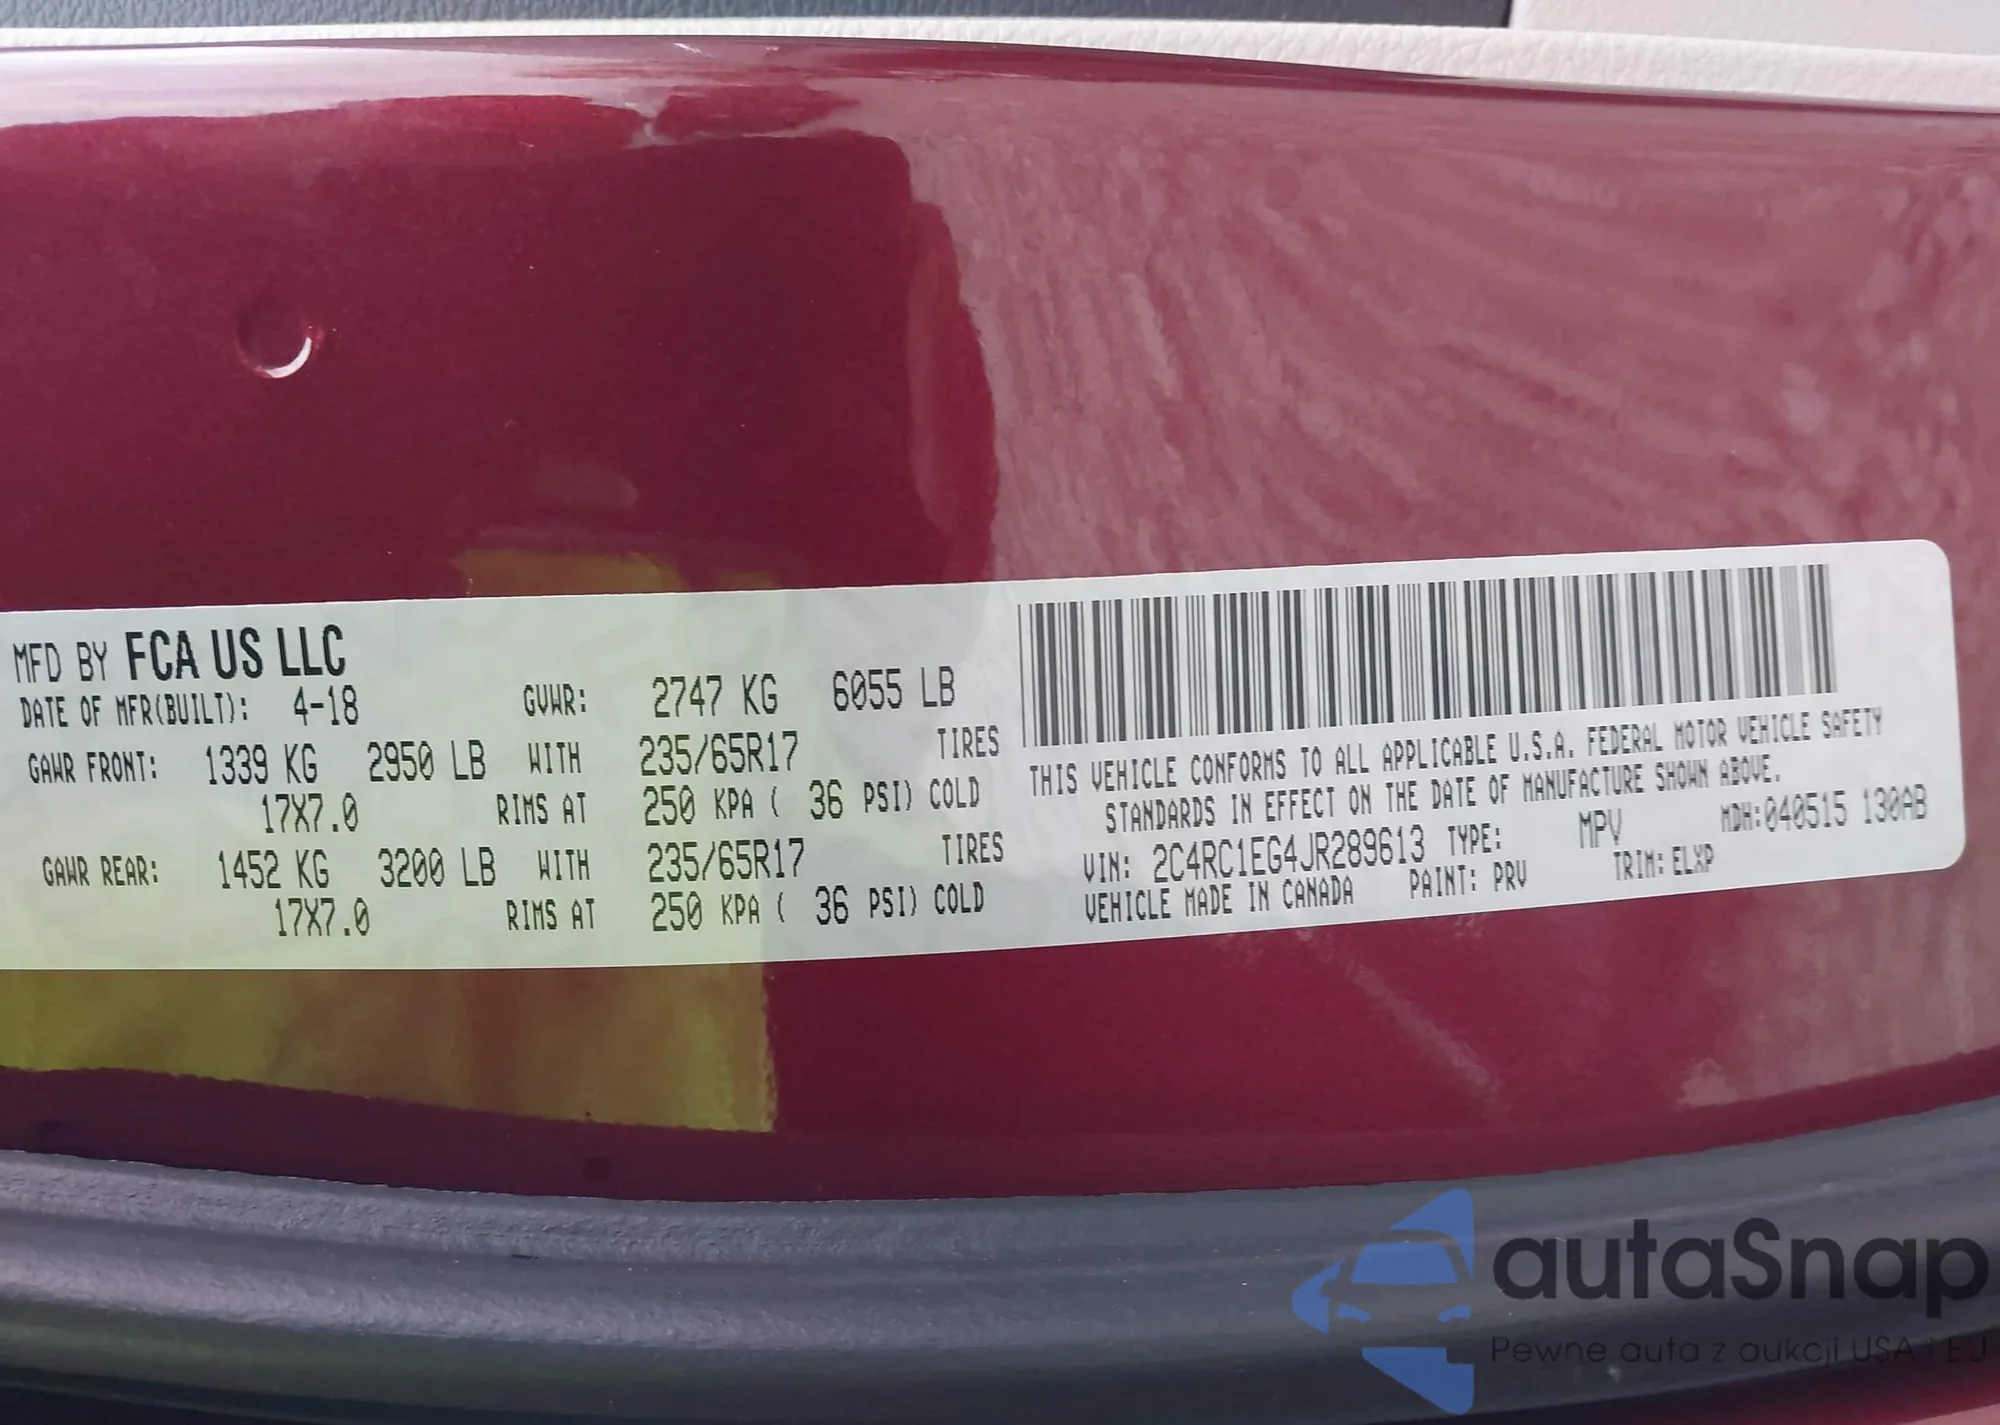 MFD BY FCA US LLC
DATE OF MFR(BUILT): 4-18 GVWR: 2747 KG 6055 LB
GAWR FRONT: 1339 KG 2950 LB WITH 235/65R17 TIRES
17X7.0 RIMS AT 250 KPA ( 36 PSI) COLD
GAWR REAR: 1452 KG 3200 LB WITH 235/65R17 TIRES
17X7.0 RIMS AT 250 KPA ( 36 PSI) COLD
THIS VEHICLE CONFORMS TO ALL APPLICABLE U.S.A. FEDERAL MOTOR VEHICLE SAFETY
STANDARDS IN EFFECT ON THE DATE OF MANUFACTURE SHOWN ABOVE.
VIN: 2C4RC1EG4JR289613 TYPE: MPV MDH:040515 130AB
VEHICLE MADE IN CANADA PAINT: PRV TRIM: ELXP
autaSnap
Pewne auta z aukcji USA i EU